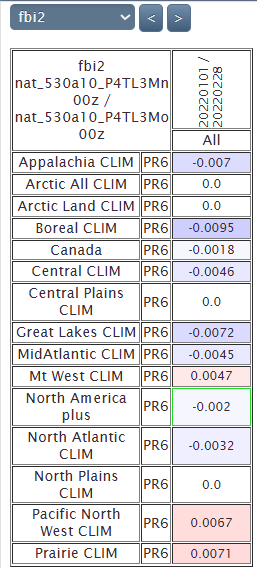 fbi2
< >
fbi2
nat_530a10_P4TL3Mn
00z /
nat_530a10_P4TL3Mo
00z
20220101 /
20220228
All
Appalachia CLIM PR6 -0.007
Arctic All CLIM PR6 0.0
Arctic Land CLIM PR6 0.0
Boreal CLIM PR6 -0.0095
Canada PR6 -0.0018
Central CLIM PR6 -0.0046
Central Plains
CLIM PR6 0.0
Great Lakes CLIM PR6 -0.0072
MidAtlantic CLIM PR6 -0.0045
Mt West CLIM PR6 0.0047
North America
plus PR6 -0.002
North Atlantic
CLIM PR6 -0.0032
North Plains
CLIM PR6 0.0
Pacific North
West CLIM PR6 0.0067
Prairie CLIM PR6 0.0071